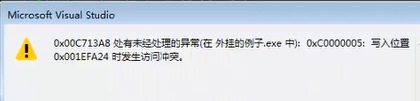 Microsoft Visual Studio
0x00C713A8 处有未经处理的异常(在 外挂的例子.exe 中): 0xC0000005: 写入位置
0x001EFA24 时发生访问冲突。